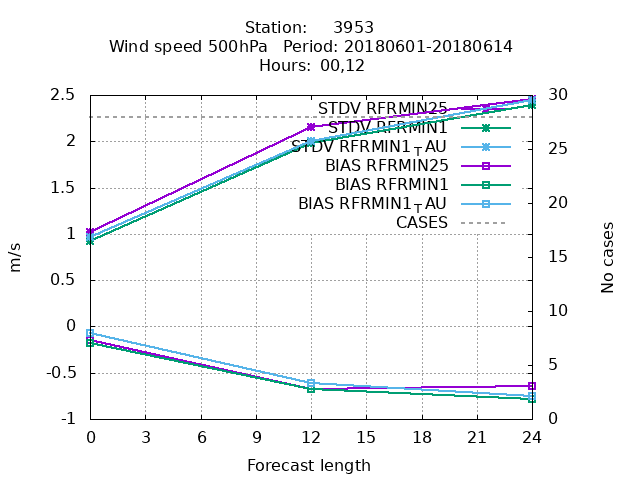 Station: 3953
Wind speed 500hPa Period: 20180601-20180614
Hours: 00,12
2.5
2
1.5
1
0.5
0
-0.5
-1
m/s
STDV RFRMIN25
STDV RFRMIN1
STDV RFRMIN1TAU
BIAS RFRMIN25
BIAS RFRMIN1
BIAS RFRMIN1TAU
CASES
30
25
20
15
10
5
0
No cases
0 3 6 9 12 15 18 21 24
Forecast length